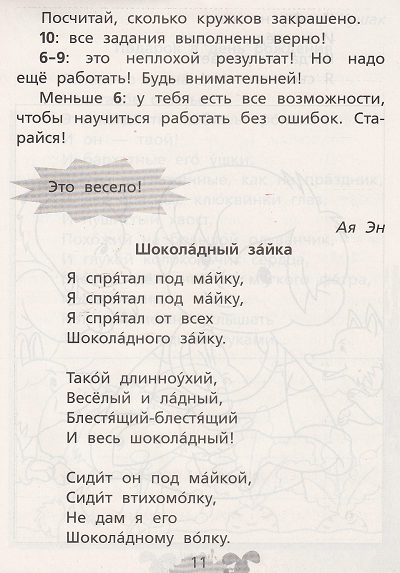 Посчитай, сколько кружков закрашено.
10: все задания выполнены верно!
6–9: это неплохой результат! Но надо
ещё работать! Будь внимательней!
Меньше 6: у тебя есть все возможности,
чтобы научиться работать без ошибок. Ста-
райся!
Это весело!
Ая Эн
Шокола́дный за́йка
Я спря́тал под ма́йку,
Я спря́тал под ма́йку,
Я спря́тал от всех
Шокола́дного за́йку.
Тако́й длинноу́хий,
Весёлый и ла́дный,
Блестя́щий-блестя́щий
И весь шокола́дный!
Сиди́т он под ма́йкой,
Сиди́т втихомо́лку,
Не дам я его
Шокола́дному во́лку.
11